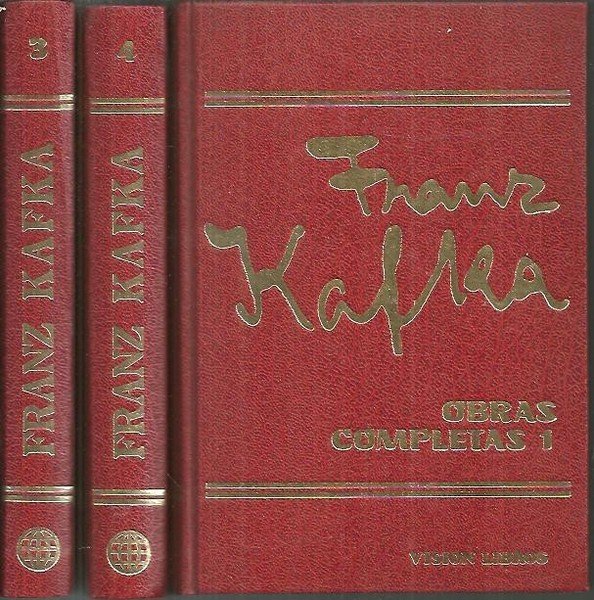 3
FRANZ KAFKA
4
FRANZ KAFKA
Franz
Kafka
OBRAS
COMPLETAS 1
VISION LIBROS